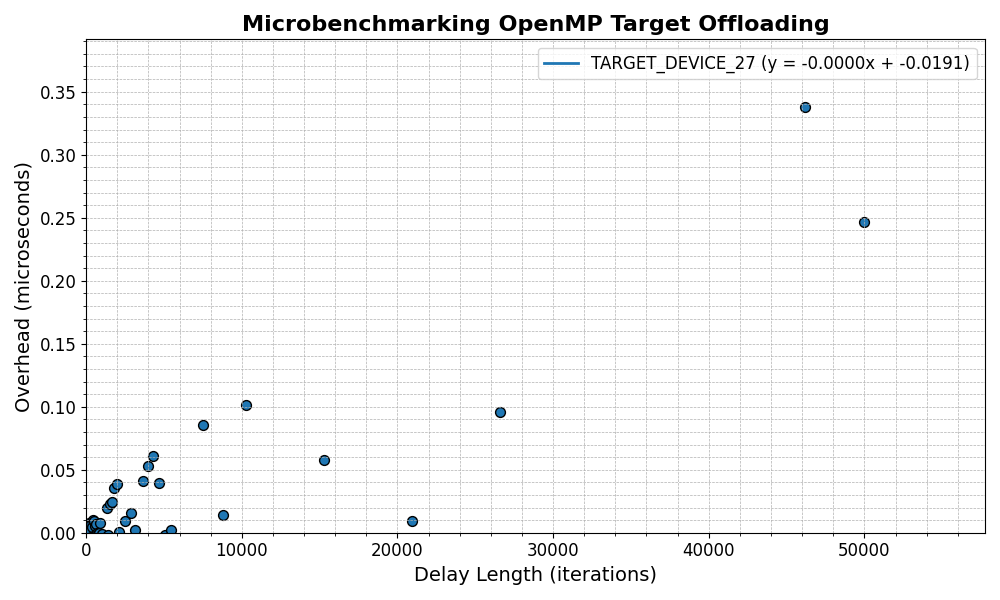 Microbenchmarking OpenMP Target Offloading
TARGET_DEVICE_27 (y = -0.0000x + -0.0191)
Overhead (microseconds)
0.35
0.30
0.25
0.20
0.15
0.10
0.05
0.00
0 10000 20000 30000 40000 50000
Delay Length (iterations)